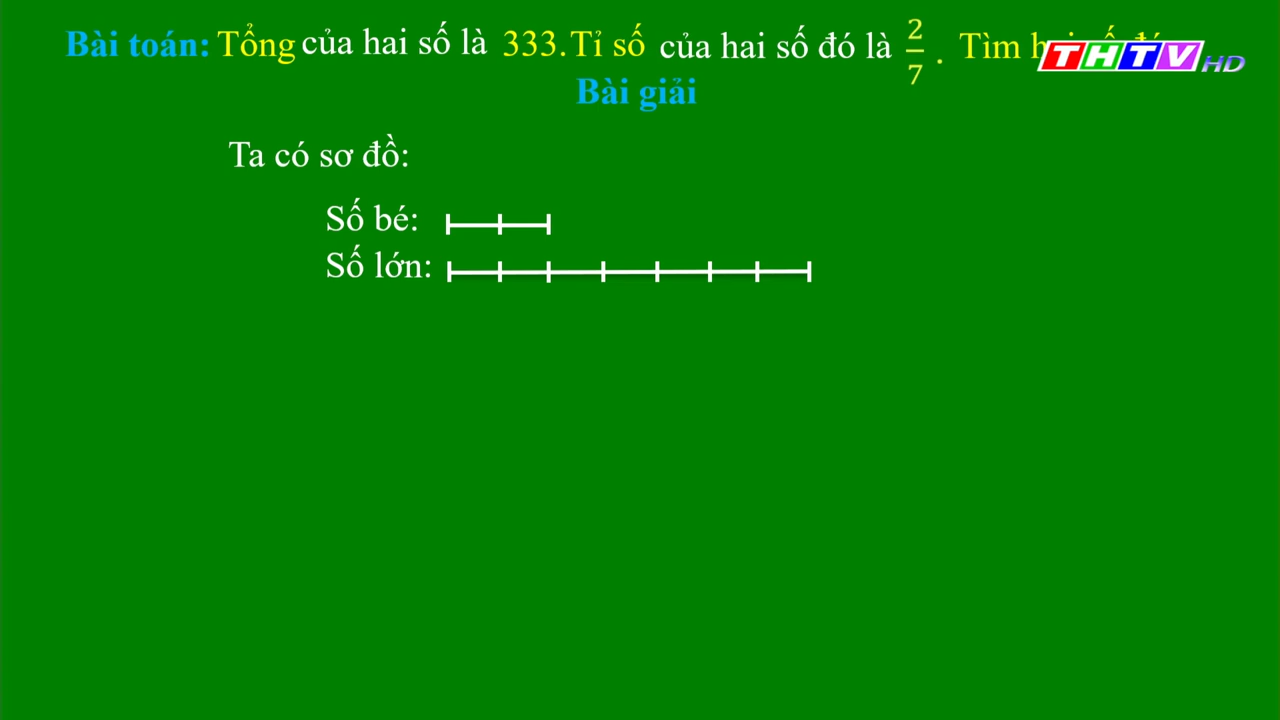 Bài toán: Tổng của hai số là 333. Tỉ số của hai số đó là 2/7 . Tìm
THTV HD
Bài giải
Ta có sơ đồ:
Số bé:
Số lớn: